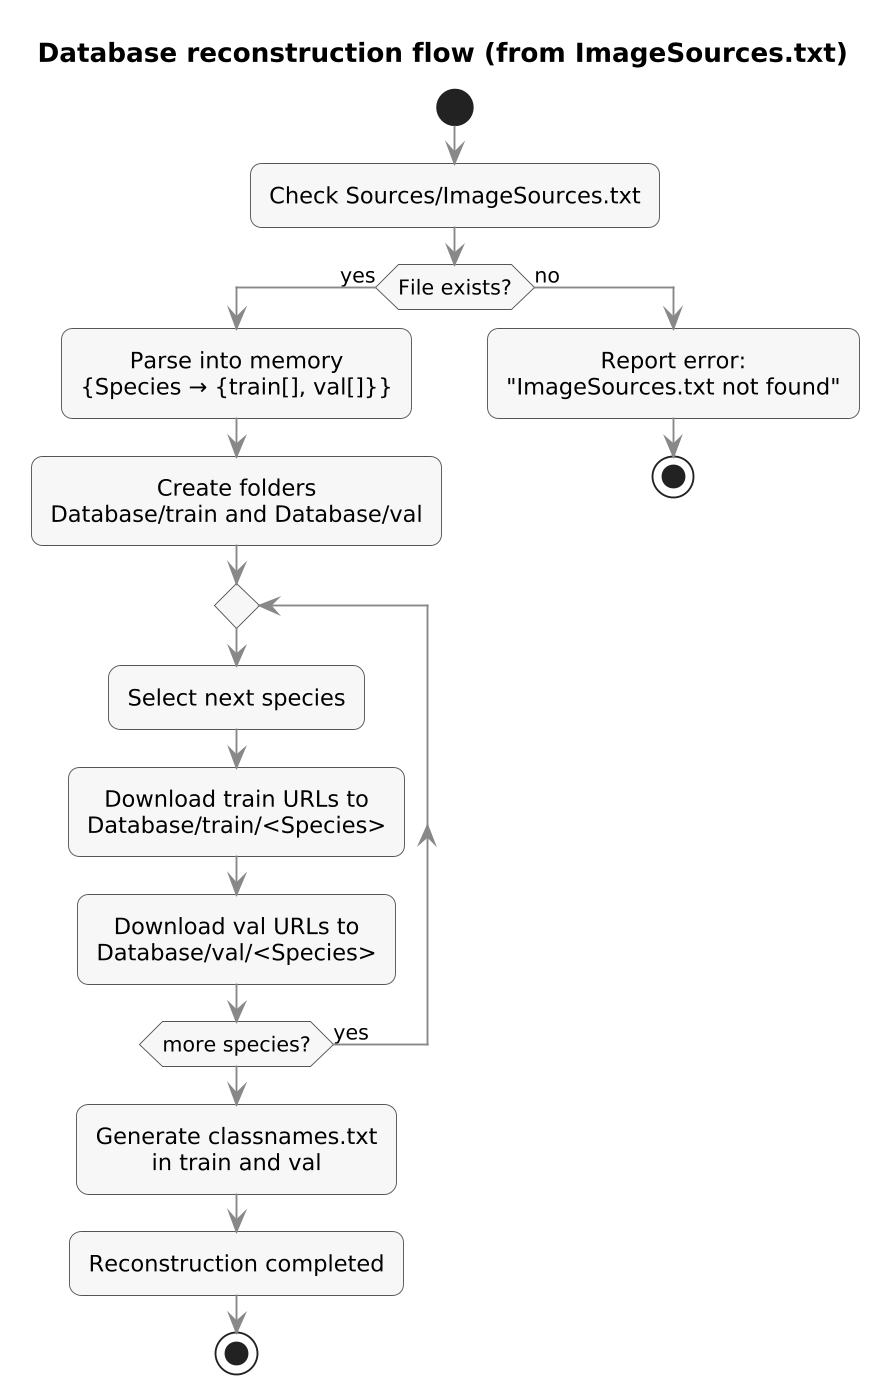 Database reconstruction flow (from ImageSources.txt)
Check Sources/ImageSources.txt
File exists?
yes
no
Parse into memory
{Species → {train[], val[]}}
Report error:
"ImageSources.txt not found"
Create folders
Database/train and Database/val
Select next species
Download train URLs to
Database/train/<Species>
Download val URLs to
Database/val/<Species>
more species?
yes
Generate classnames.txt
in train and val
Reconstruction completed